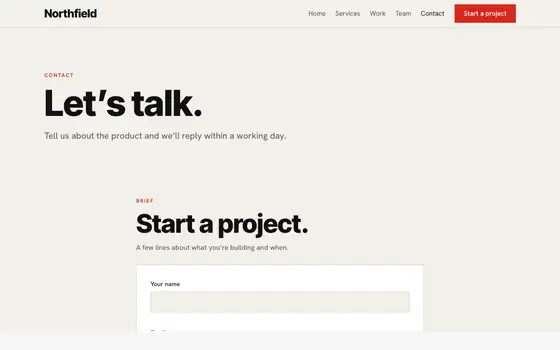 Northfield
Home Services Work Team Contact Start a project
CONTACT
Let’s talk.
Tell us about the product and we’ll reply within a working day.
BRIEF
Start a project.
A few lines about what you’re building and when.
Your name